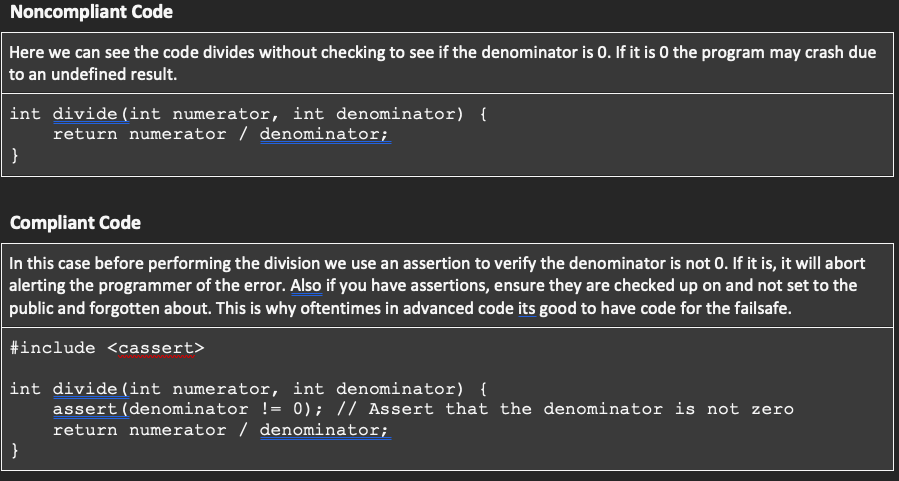 Noncompliant Code
Here we can see the code divides without checking to see if the denominator is 0. If it is 0 the program may crash due
to an undefined result.
int divide(int numerator, int denominator) {
    return numerator / denominator;
}
Compliant Code
In this case before performing the division we use an assertion to verify the denominator is not 0. If it is, it will abort
alerting the programmer of the error. Also if you have assertions, ensure they are checked up on and not set to the
public and forgotten about. This is why oftentimes in advanced code its good to have code for the failsafe.
#include <cassert>
int divide(int numerator, int denominator) {
    assert(denominator != 0); // Assert that the denominator is not zero
    return numerator / denominator;
}